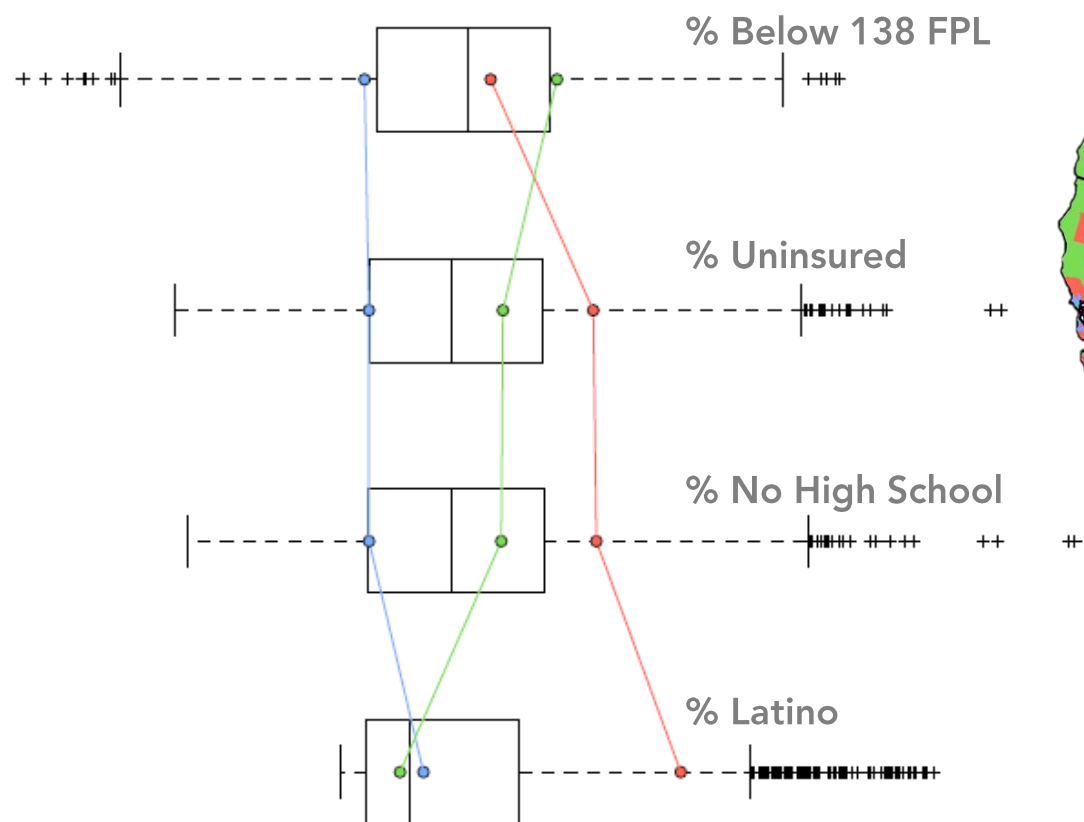 % Below 138 FPL
% Uninsured
% No High School
% Latino